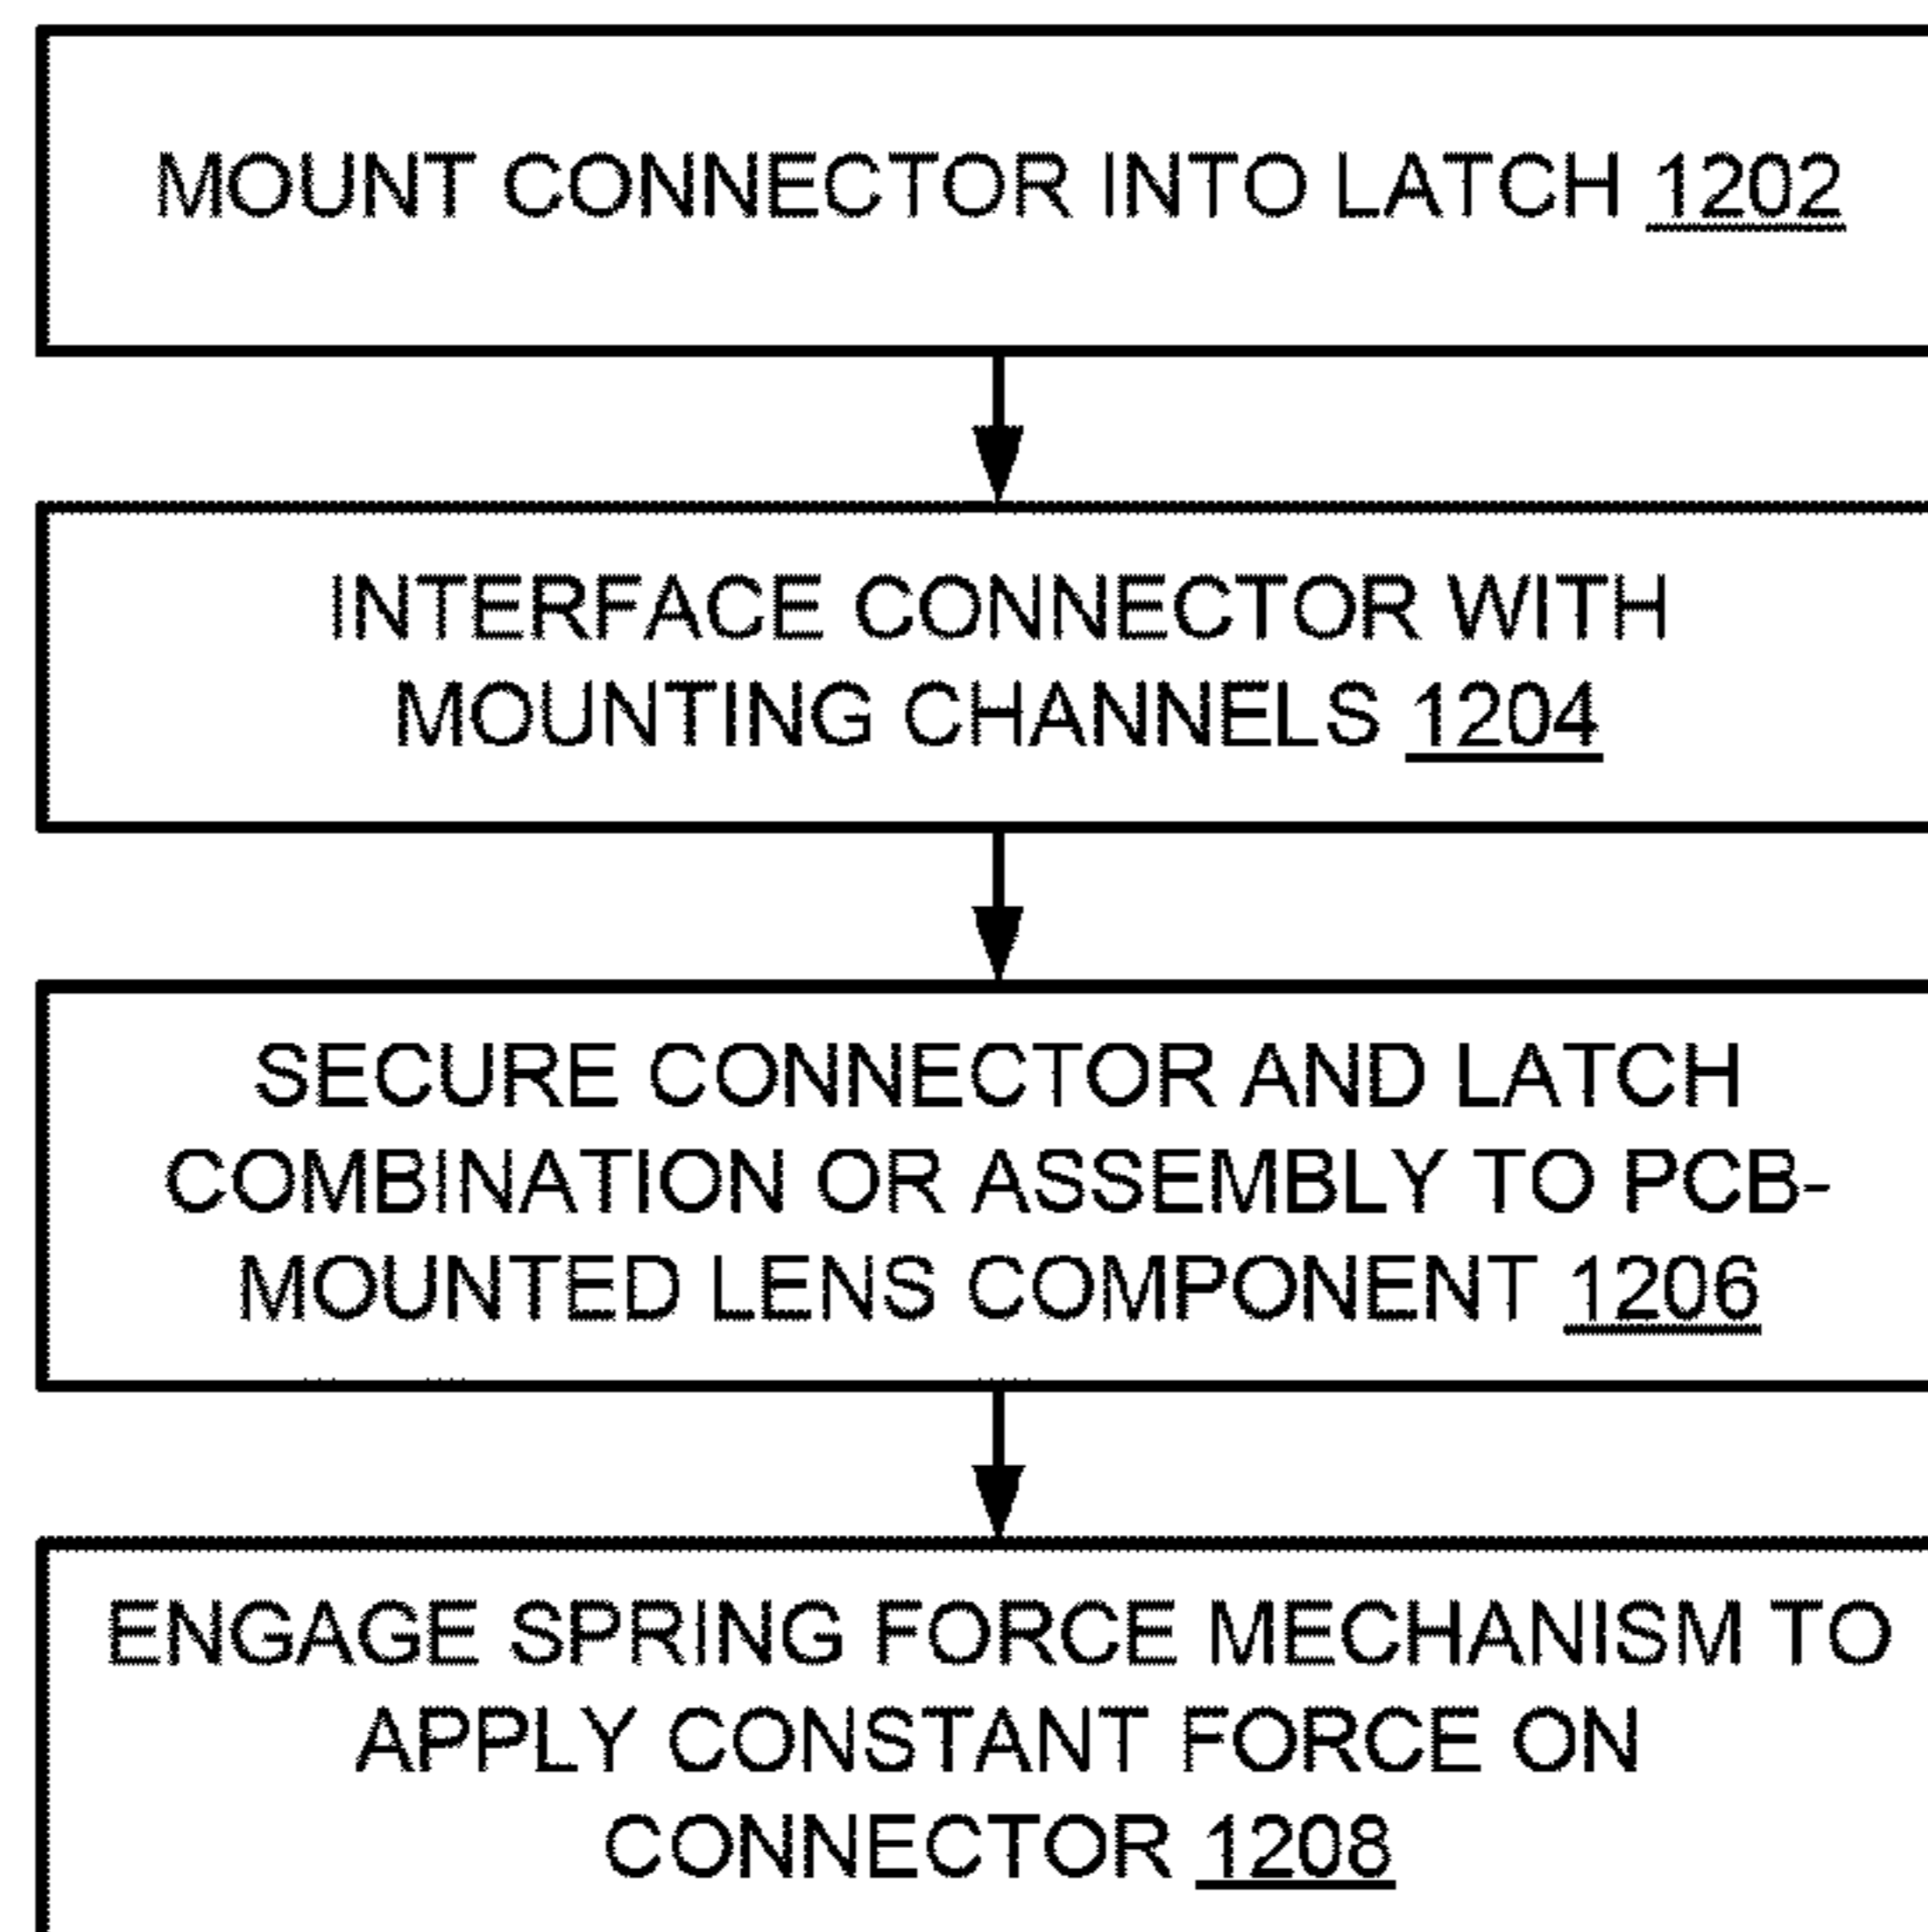 MOUNT CONNECTOR INTO LATCH 1202
INTERFACE CONNECTOR WITH
MOUNTING CHANNELS 1204
SECURE CONNECTOR AND LATCH
COMBINATION OR ASSEMBLY TO PCB-
MOUNTED LENS COMPONENT 1206
ENGAGE SPRING FORCE MECHANISM TO
APPLY CONSTANT FORCE ON
CONNECTOR 1208